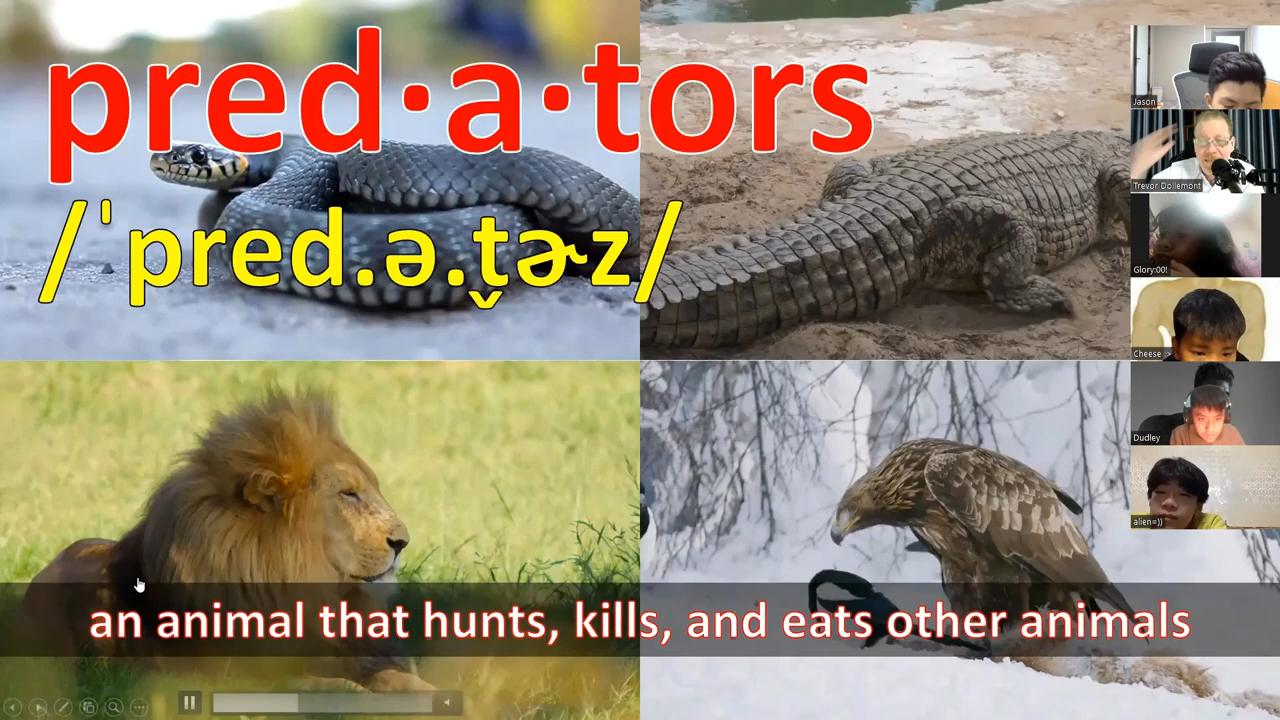 pred·a·tors
/ˈpred.ə.t̬ɚz/
an animal that hunts, kills, and eats other animals
Jason
Trevor Dollemont
Glory:00!
Cheese :>
Dudley
alien=))